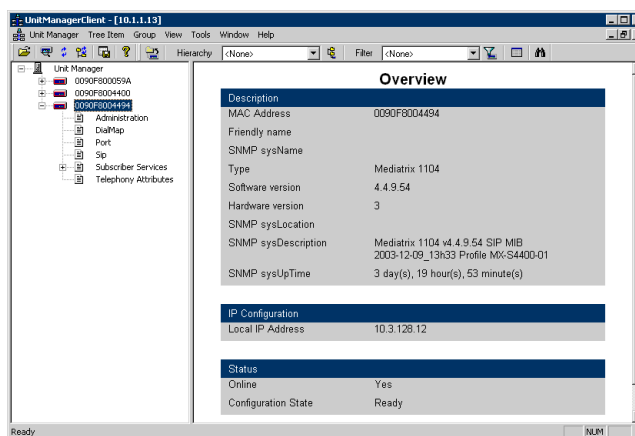 UnitManagerClient - [10.1.1.13]
Unit Manager Tree Item Group View Tools Window Help
Hierarchy <None> Filter <None>
Unit Manager
0090F800059A
0090F8004400
0090F8004494
Administration
DialMap
Port
Sip
Subscriber Services
Telephony Attributes
Overview
Description
MAC Address 0090F8004494
Friendly name
SNMP sysName
Type Mediatrix 1104
Software version 4.4.9.54
Hardware version 3
SNMP sysLocation
SNMP sysDescription Mediatrix 1104 v4.4.9.54 SIP MIB
2003-12-09_13h33 Profile MX-S4400-01
SNMP sysUpTime 3 day(s), 19 hour(s), 53 minute(s)
IP Configuration
Local IP Address 10.3.128.12
Status
Online Yes
Configuration State Ready
Ready NUM